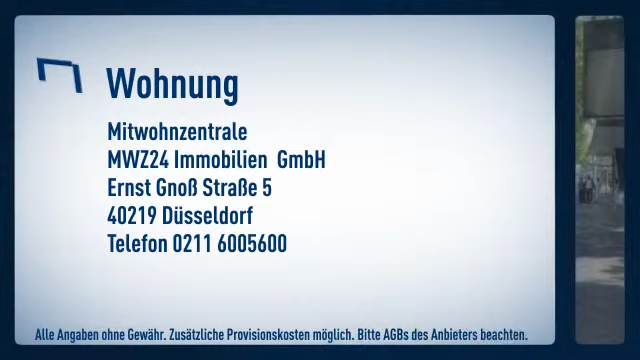 Wohnung
Mitwohnzentrale
MWZ24 Immobilien GmbH
Ernst Gnoß Straße 5
40219 Düsseldorf
Telefon 0211 6005600
Alle Angaben ohne Gewähr. Zusätzliche Provisionskosten möglich. Bitte AGBs des Anbieters beachten.